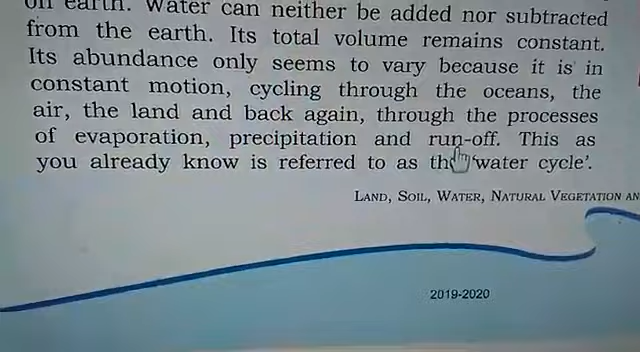 on earth. Water can neither be added nor subtracted
from the earth. Its total volume remains constant.
Its abundance only seems to vary because it is in
constant motion, cycling through the oceans, the
air, the land and back again, through the processes
of evaporation, precipitation and run-off. This as
you already know is referred to as the ‘water cycle’.
LAND, SOIL, WATER, NATURAL VEGETATION AN
2019-2020